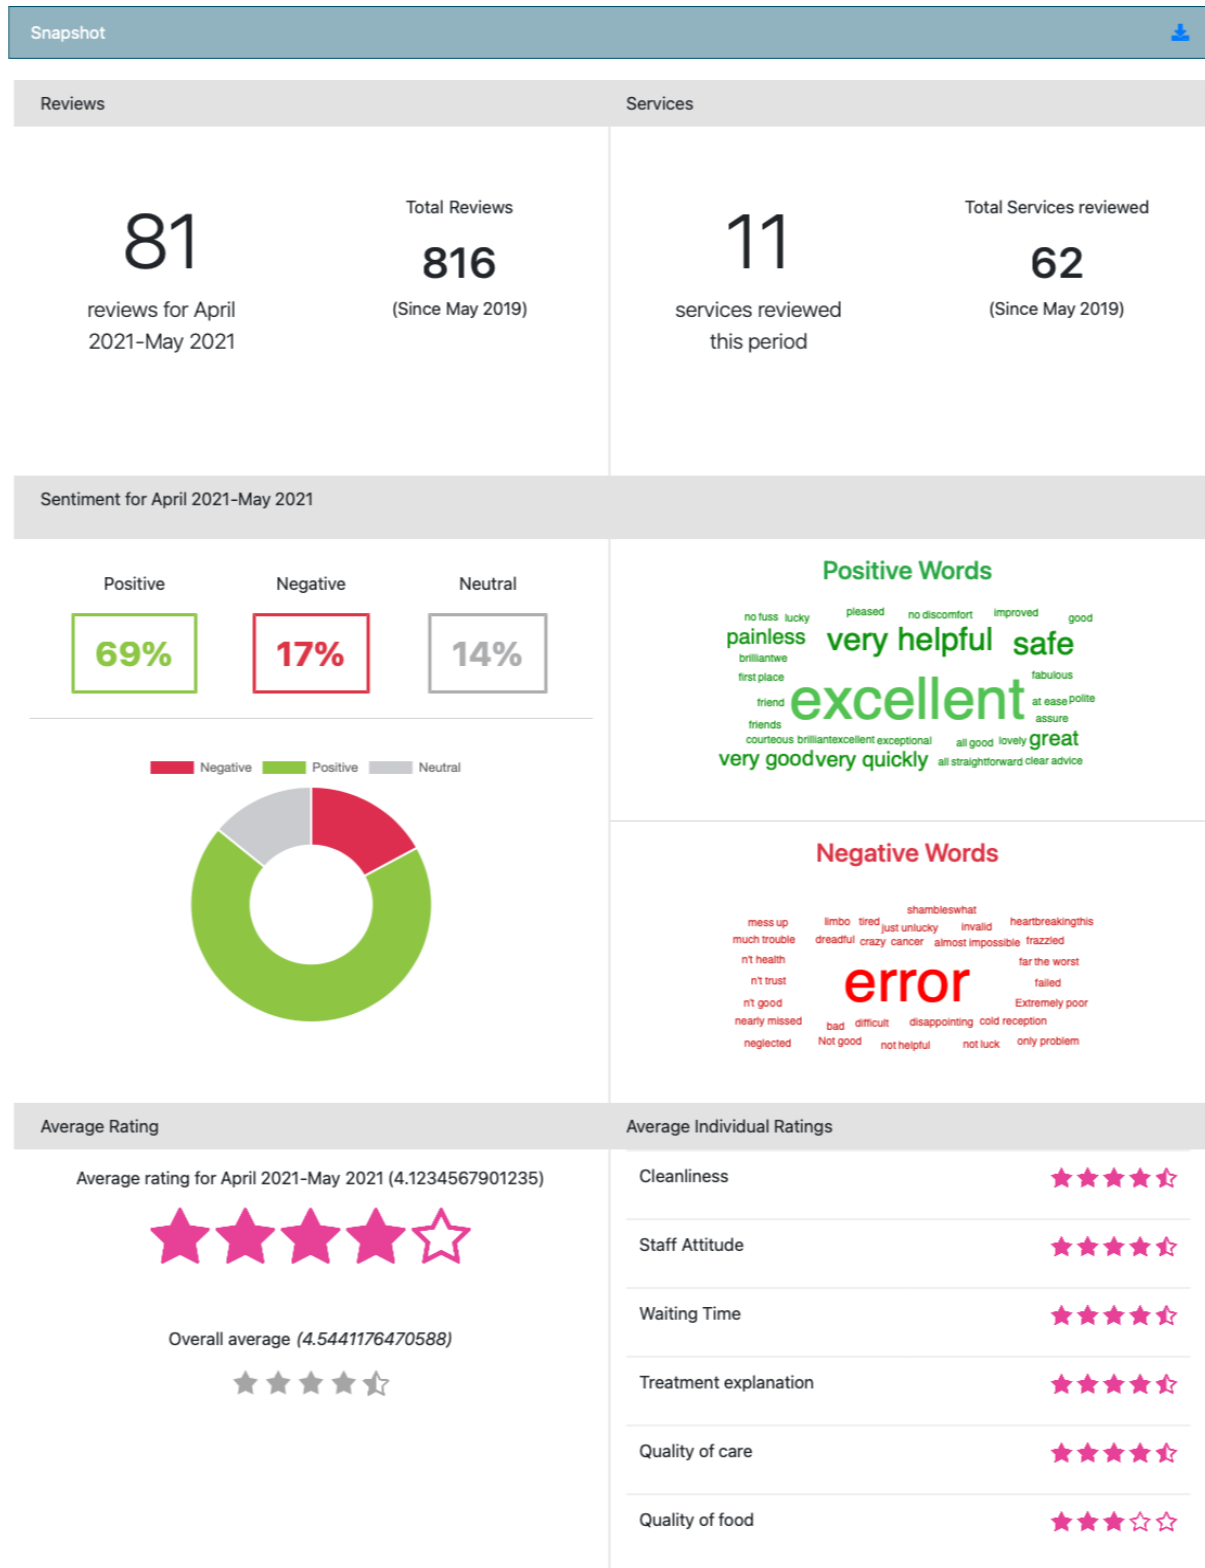 Snapshot
Reviews
Services
81
reviews for April
2021-May 2021
Total Reviews
816
(Since May 2019)
11
services reviewed
this period
Total Services reviewed
62
(Since May 2019)
Sentiment for April 2021-May 2021
Positive Negative Neutral
69% 17% 14%
Negative Positive Neutral
Positive Words
no fuss lucky pleased no discomfort improved good
painless very helpful safe
brilliantwe
first place fabulous
friend excellent at ease polite
friends assure
courteous brilliantexcellent exceptional all good lovely great
very good very quickly all straightforward clear advice
Negative Words
shambleswhat
mess up limbo tired just unlucky invalid heartbreakingthis
much trouble dreadful crazy cancer almost impossible frazzled
n't health far the worst
n't trust error failed
n't good Extremely poor
nearly missed bad difficult disappointing cold reception
neglected Not good not helpful not luck only problem
Average Rating
Average rating for April 2021-May 2021 (4.1234567901235)
Overall average (4.5441176470588)
Average Individual Ratings
Cleanliness
Staff Attitude
Waiting Time
Treatment explanation
Quality of care
Quality of food